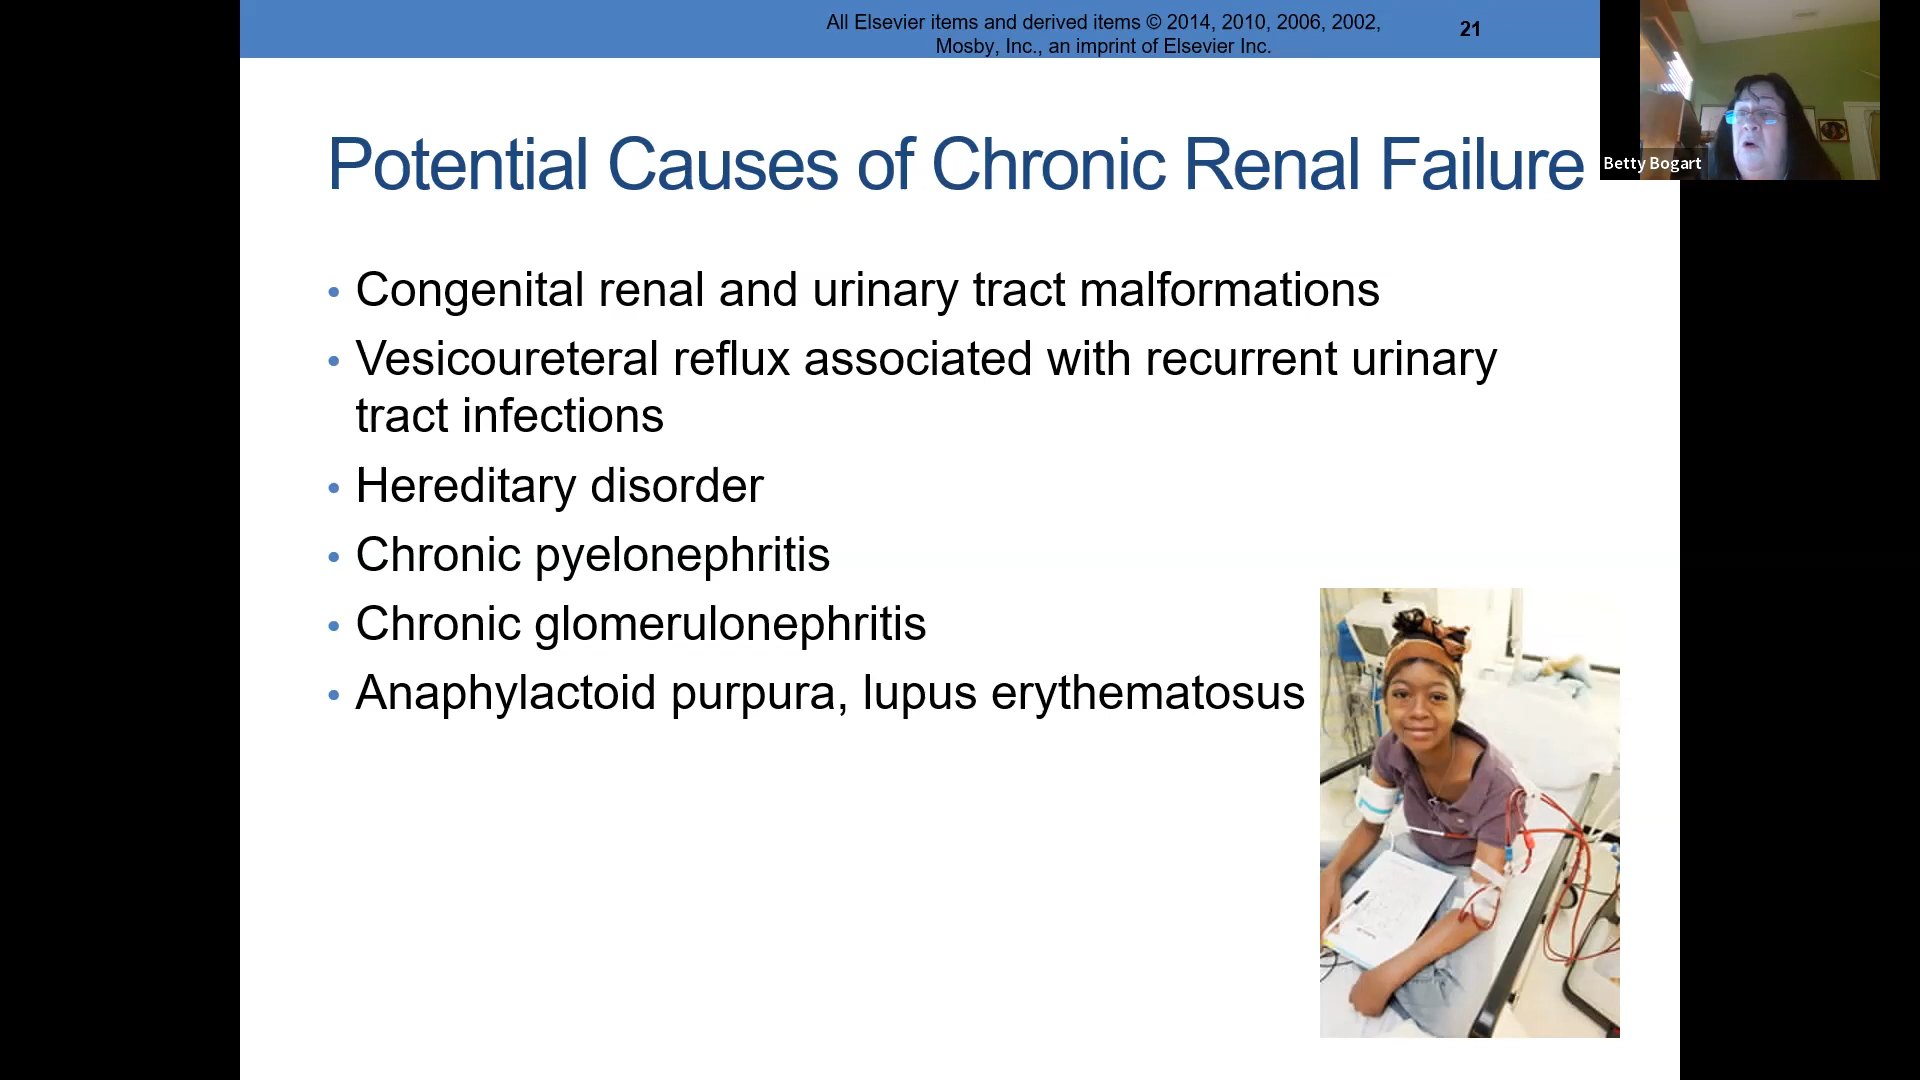 All Elsevier items and derived items © 2014, 2010, 2006, 2002,
Mosby, Inc., an imprint of Elsevier Inc.
21
Betty Bogart
Potential Causes of Chronic Renal Failure
• Congenital renal and urinary tract malformations
• Vesicoureteral reflux associated with recurrent urinary
tract infections
• Hereditary disorder
• Chronic pyelonephritis
• Chronic glomerulonephritis
• Anaphylactoid purpura, lupus erythematosus